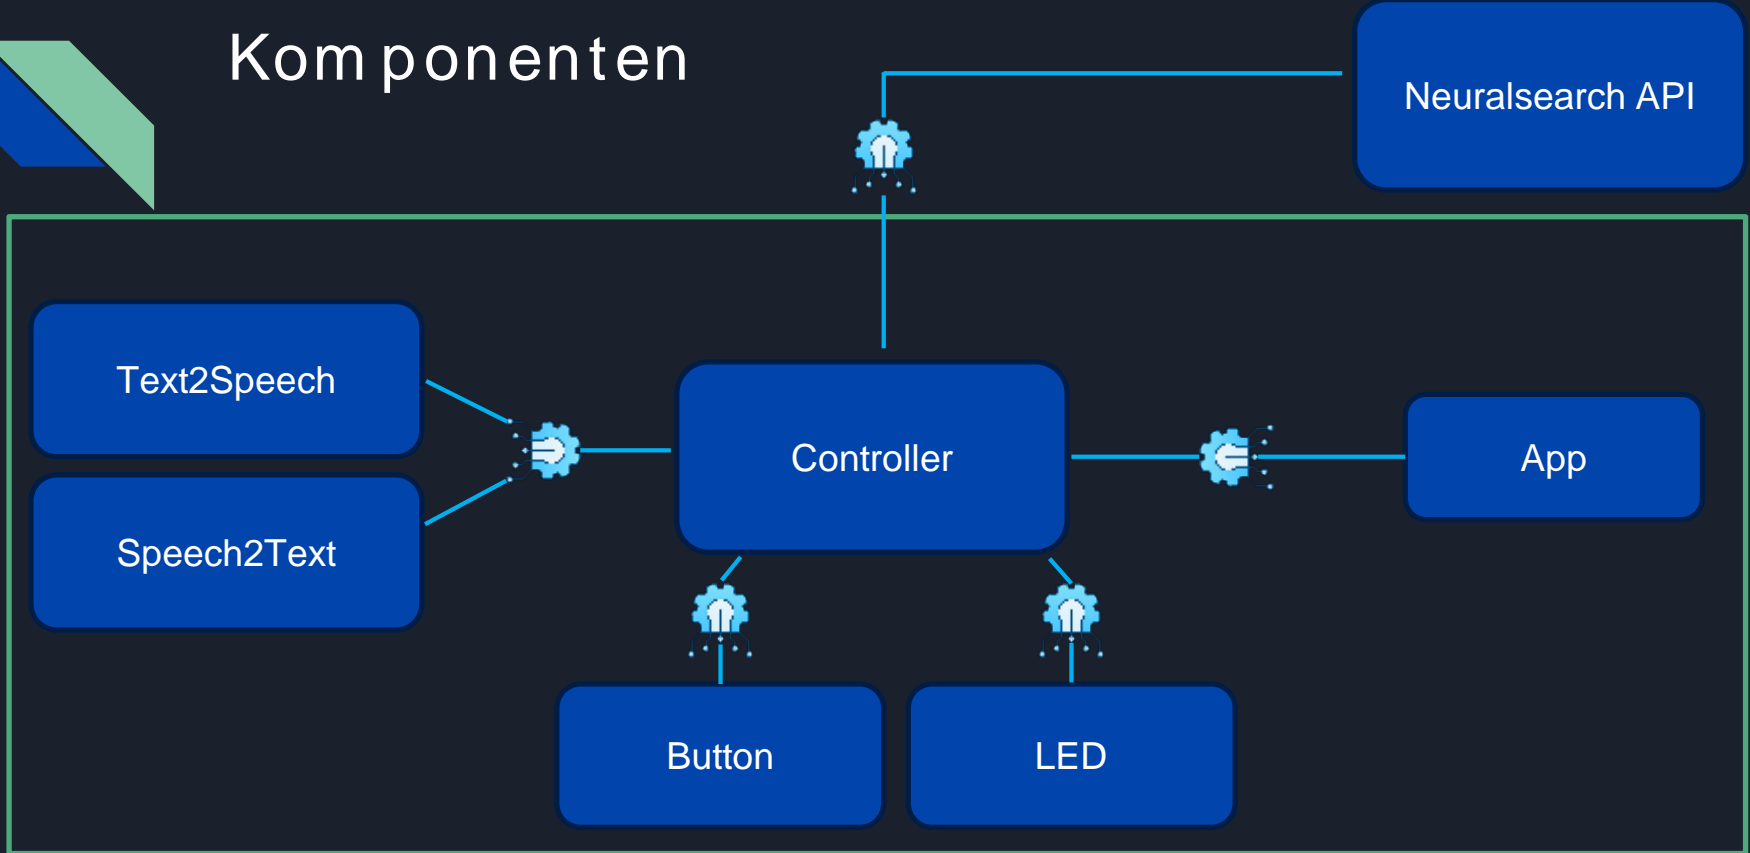 Komponenten
Neuralsearch API
Text2Speech
Controller
App
Speech2Text
Button
LED